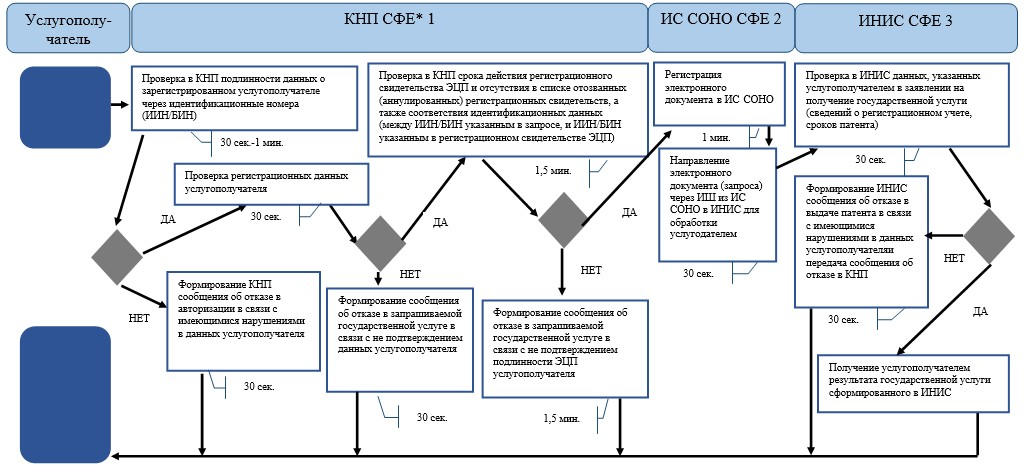 Услугополу-
чатель
КНП СФЕ* 1
ИС СОНО СФЕ 2
ИНИС СФЕ 3
Проверка в КНП подлинности данных о
зарегистрированном услугополучателе
через идентификационные номера
(ИИН/БИН)
30 сек.-1 мин.
Проверка регистрационных данных
услугополучателя
30 сек.
ДА
НЕТ
Формирование КНП
сообщения об отказе в
авторизации в связи с
имеющимися нарушениями
в данных услугополучателя
30 сек.
Проверка в КНП срока действия регистрационного
свидетельства ЭЦП и отсутствия в списке отозванных
(аннулированных) регистрационных свидетельств, а
также соответствия идентификационных данных
(между ИИН/БИН указанным в запросе, и ИИН/БИН
указанным в регистрационном свидетельстве ЭЦП)
1,5 мин.
ДА
НЕТ
Формирование сообщения
об отказе в запрашиваемой
государственной услуге в
связи с не подтверждением
данных услугополучателя
30 сек.
ДА
НЕТ
Формирование сообщения об
отказе в запрашиваемой
государственной услуге в
связи с не подтверждением
подлинности ЭЦП
услугополучателя
1,5 мин.
Регистрация
электронного
документа в ИС СОНО
1 мин.
Направление
электронного
документа (запроса)
через ИШ из ИС
СОНО в ИНИС для
обработки
услугодателем
30 сек.
Проверка в ИНИС данных, указанных
услугополучателем в заявлении на
получение государственной услуги
(сведений о регистрационном учете,
сроков патента)
30 сек.
Формирование ИНИС
сообщения об отказе в
выдаче патента в связи
с имеющимися
нарушениями в данных
услугополучателяи
передача сообщения об
отказе в КНП
НЕТ
30 сек.
ДА
Получение услугополучателем
результата государственной услуги
сформированного в ИНИС